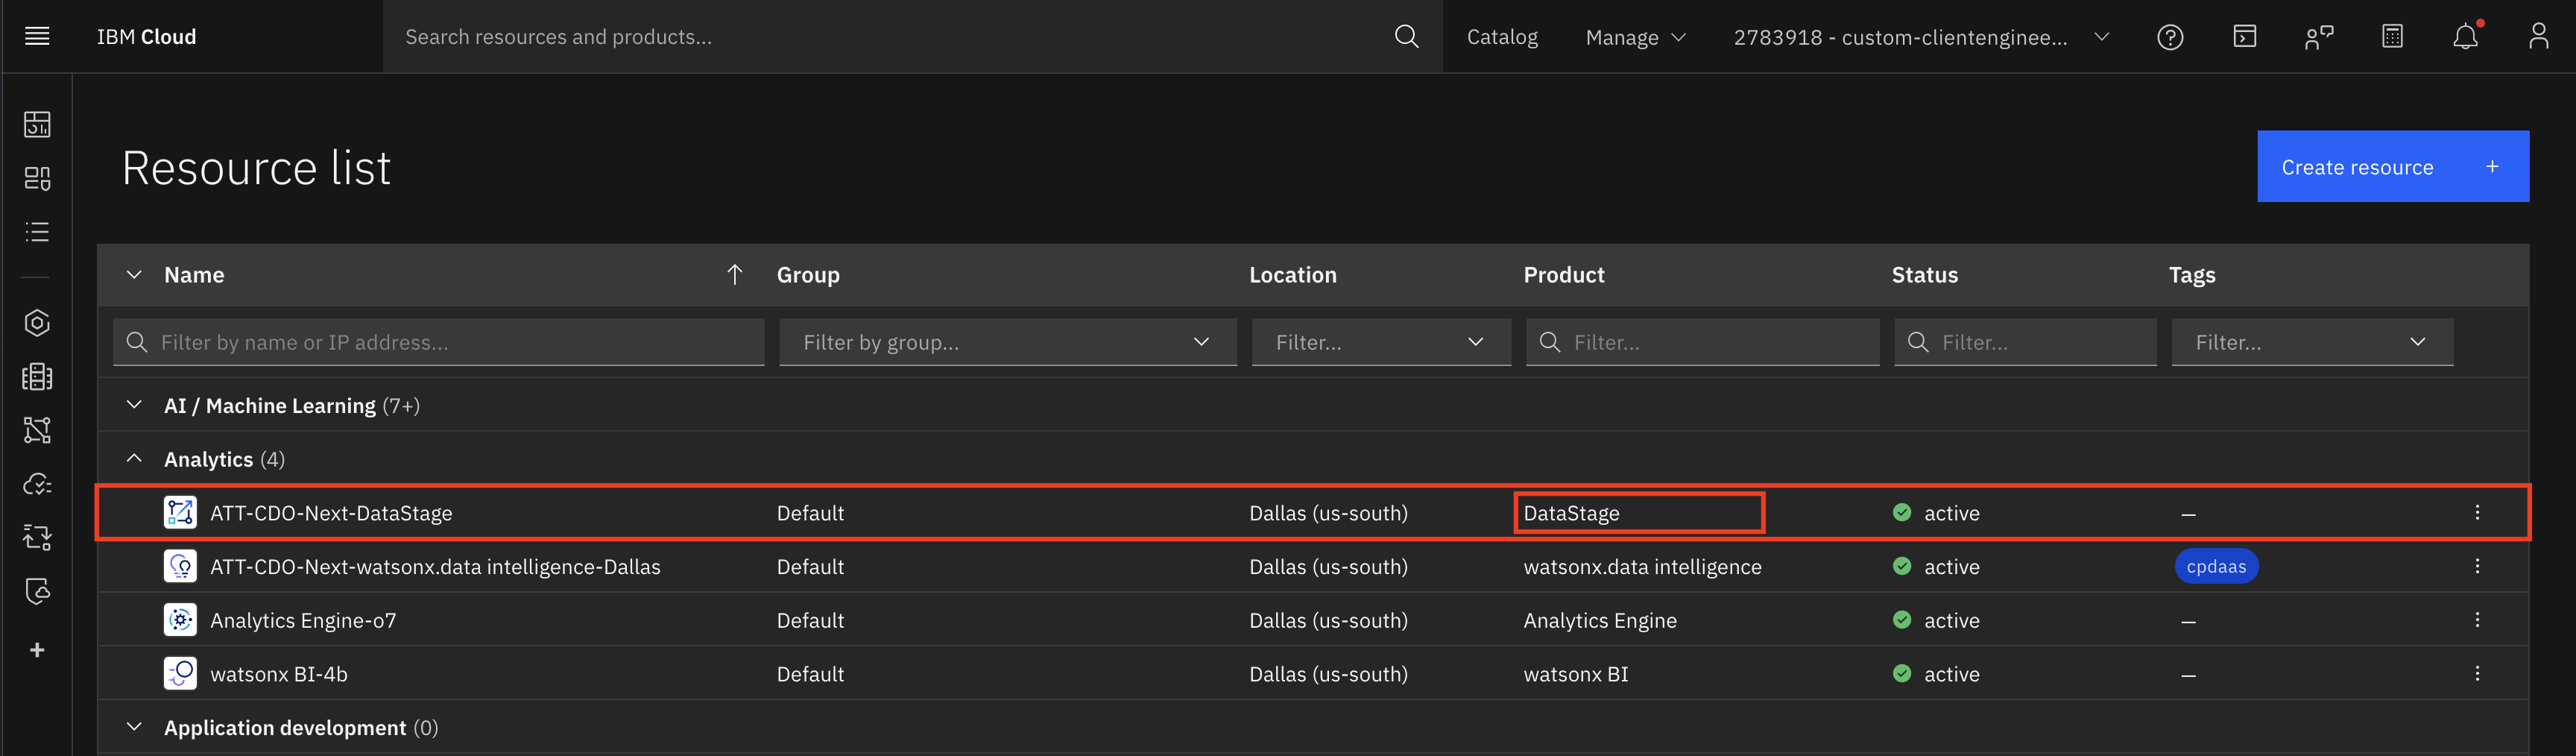 IBM Cloud
Search resources and products...
Catalog
Manage
2783918 - custom-clientenginee...
Resource list
Create resource +
Name Group Location Product Status Tags
Filter by name or IP address... Filter by group... Filter... Filter... Filter... Filter...
AI / Machine Learning (7+)
Analytics (4)
ATT-CDO-Next-DataStage Default Dallas (us-south) DataStage active –
ATT-CDO-Next-watsonx.data intelligence-Dallas Default Dallas (us-south) watsonx.data intelligence active cpdaas
Analytics Engine-o7 Default Dallas (us-south) Analytics Engine active –
watsonx BI-4b Default Dallas (us-south) watsonx BI active –
Application development (0)